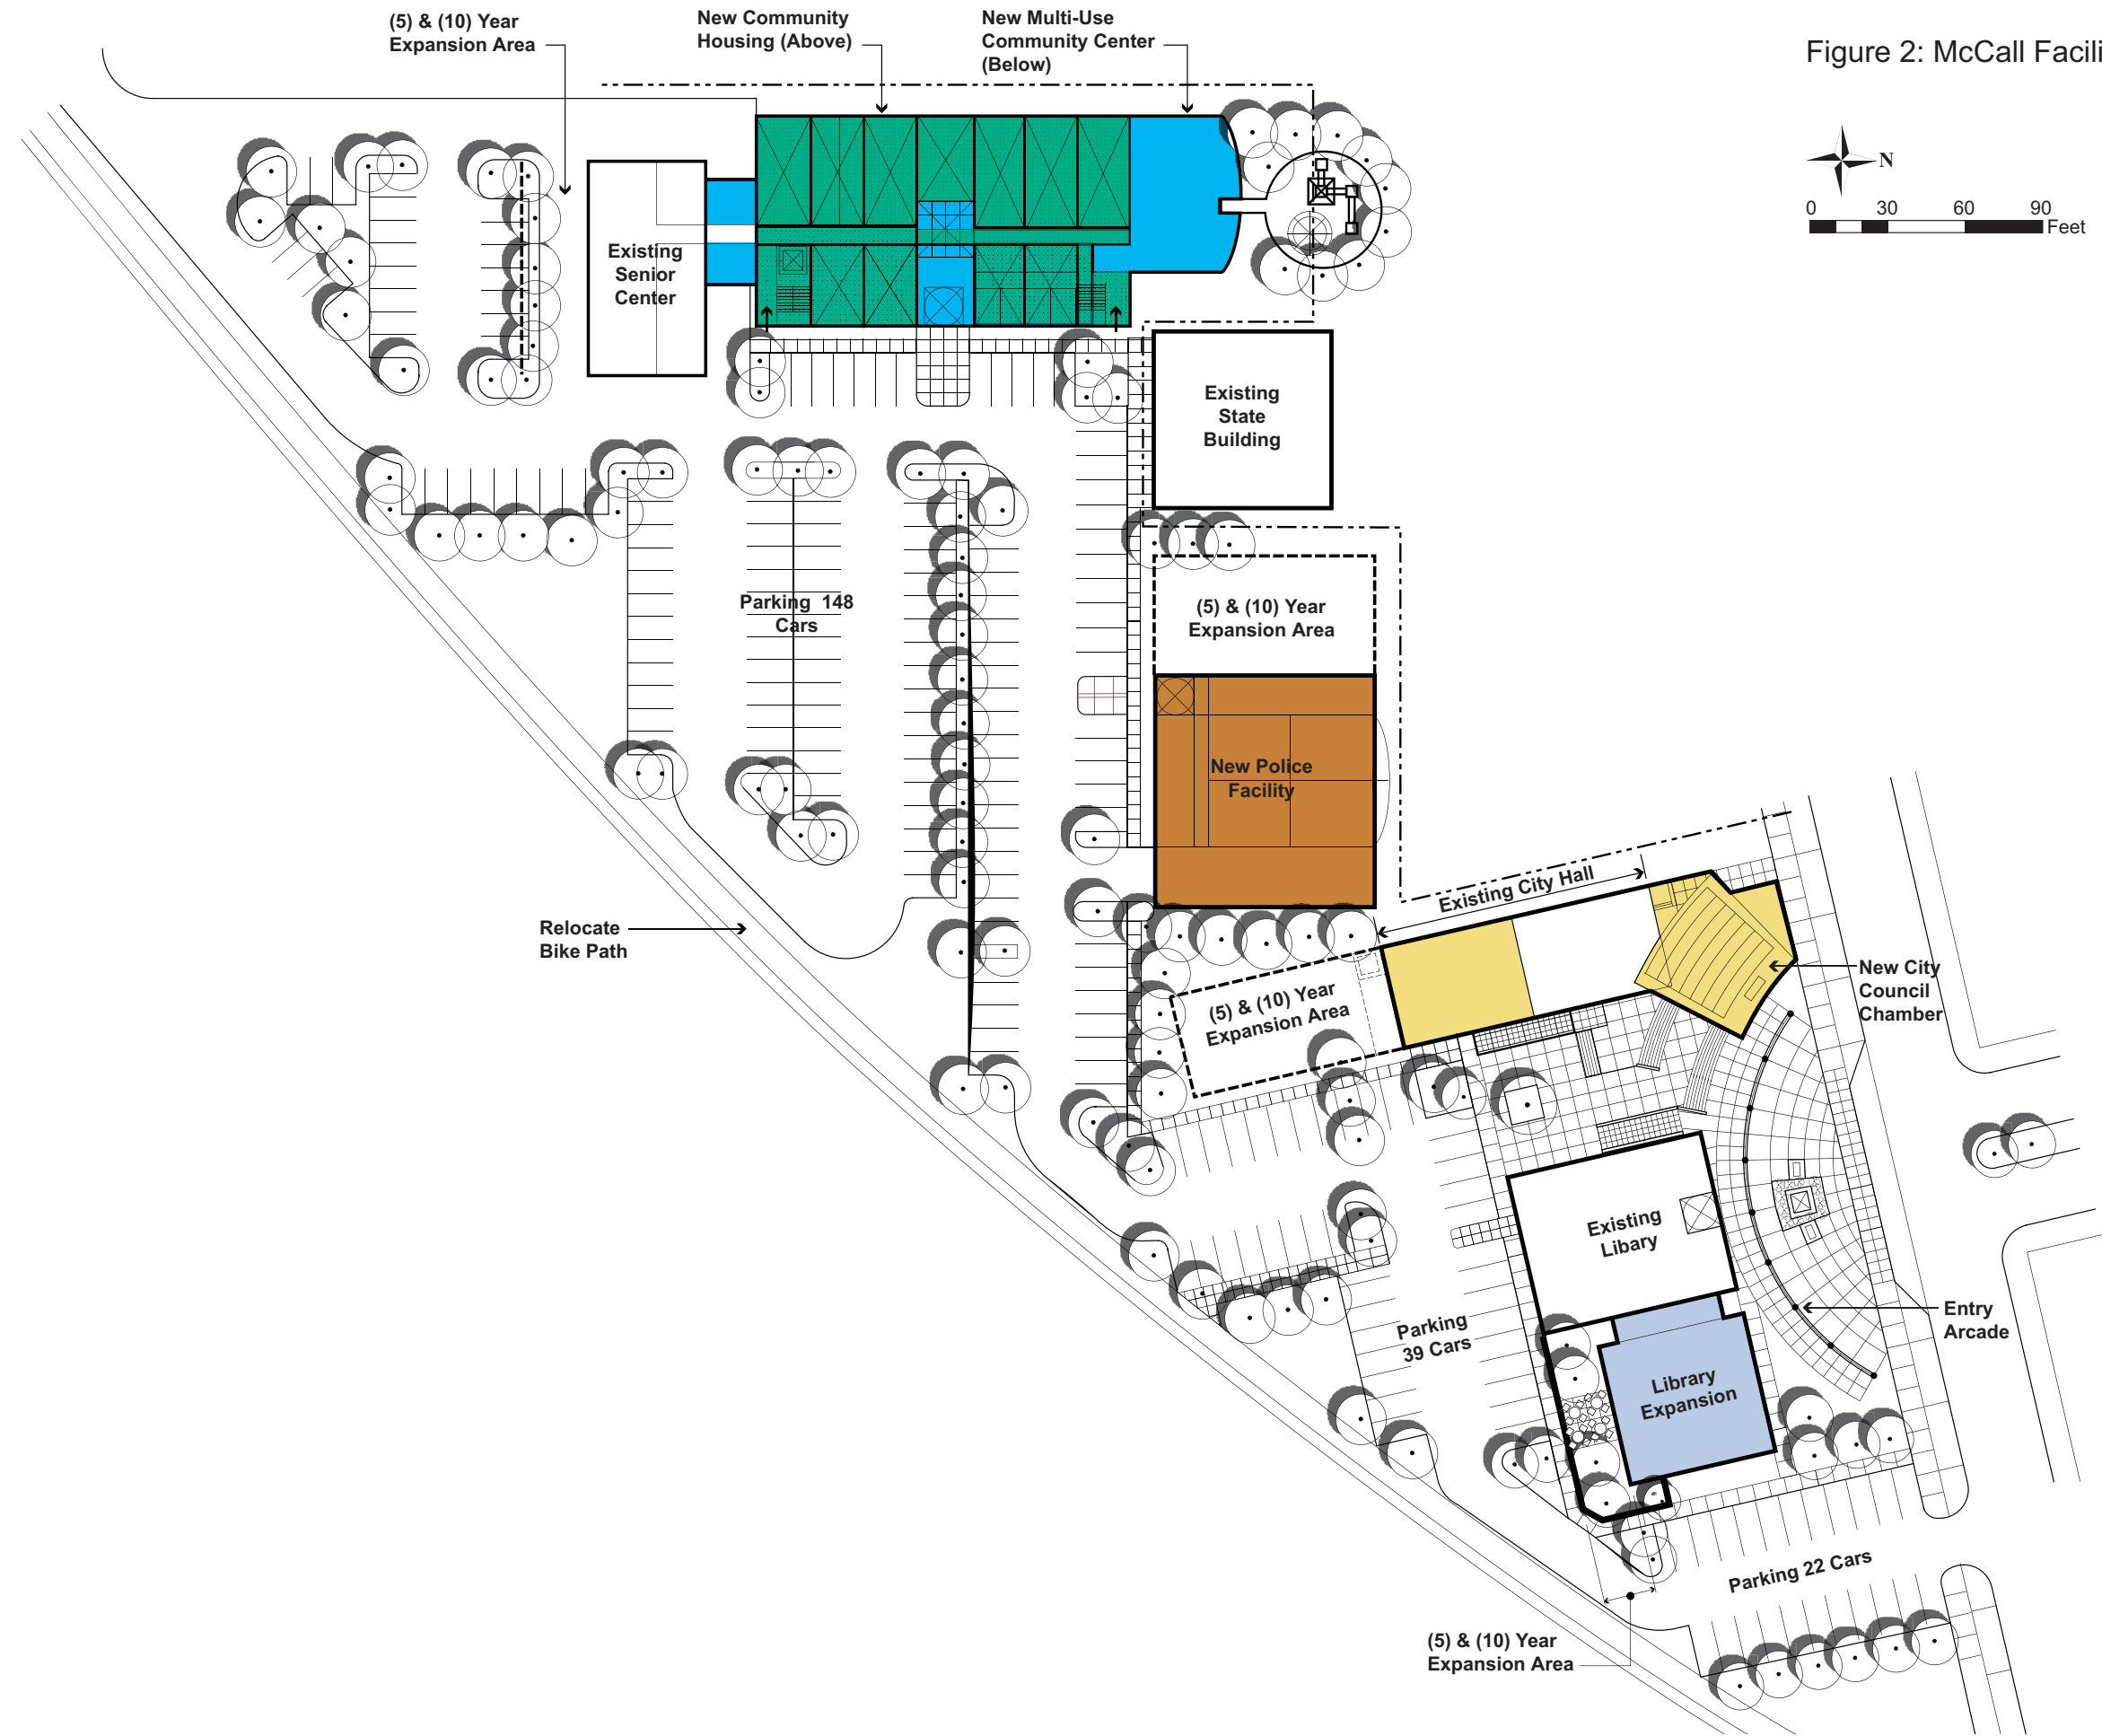 (5) & (10) Year
Expansion Area
New Community
Housing (Above)
New Multi-Use
Community Center
(Below)
Figure 2: McCall Facili
N
0 30 60 90
Feet
Existing
Senior
Center
Existing
State
Building
Parking 148
Cars
(5) & (10) Year
Expansion Area
New Police
Facility
Existing City Hall
Relocate
Bike Path
New City
Council
Chamber
(5) & (10) Year
Expansion Area
Existing
Libary
Entry
Arcade
Parking
39 Cars
Library
Expansion
Parking 22 Cars
(5) & (10) Year
Expansion Area